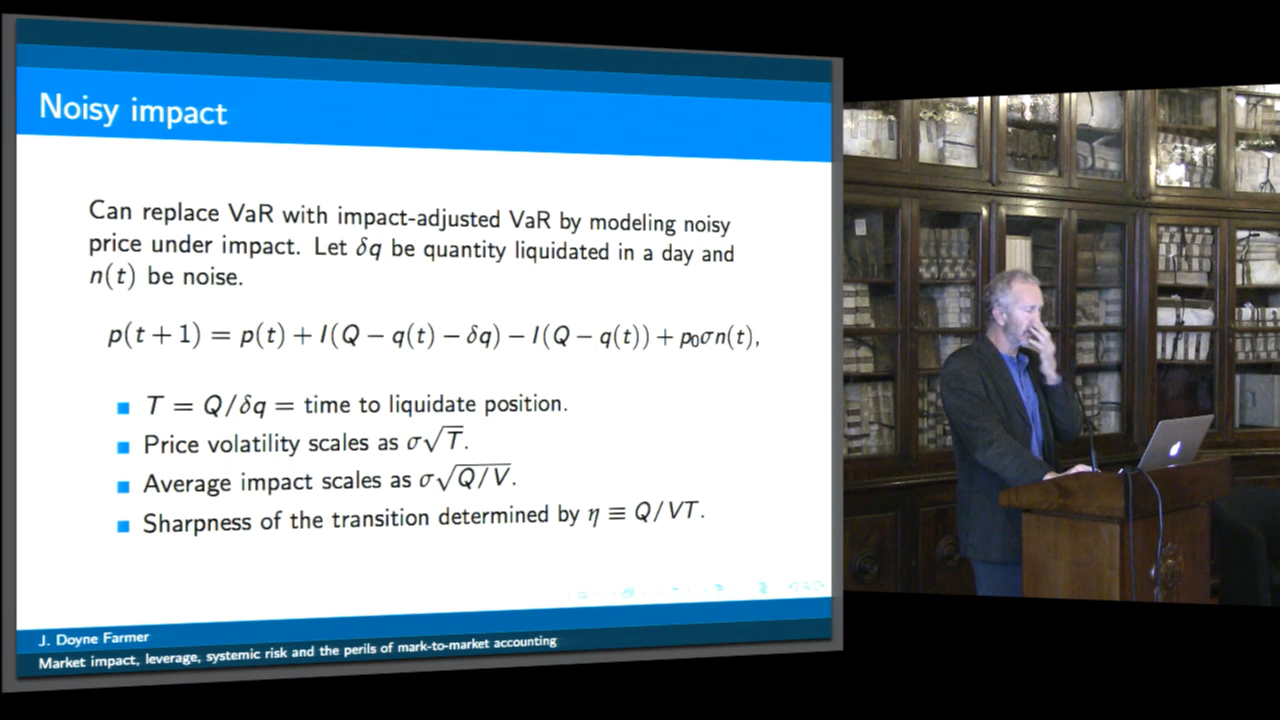 Noisy impact
Can replace VaR with impact-adjusted VaR by modeling noisy
price under impact. Let δq be quantity liquidated in a day and
n(t) be noise.
p(t + 1) = p(t) + I(Q − q(t) − δq) − I(Q − q(t)) + p₀σn(t),
T = Q/δq = time to liquidate position.
Price volatility scales as σ√T.
Average impact scales as σ√Q/V.
Sharpness of the transition determined by η ≡ Q/VT.
J. Doyne Farmer
Market impact, leverage, systemic risk and the perils of mark-to-market accounting